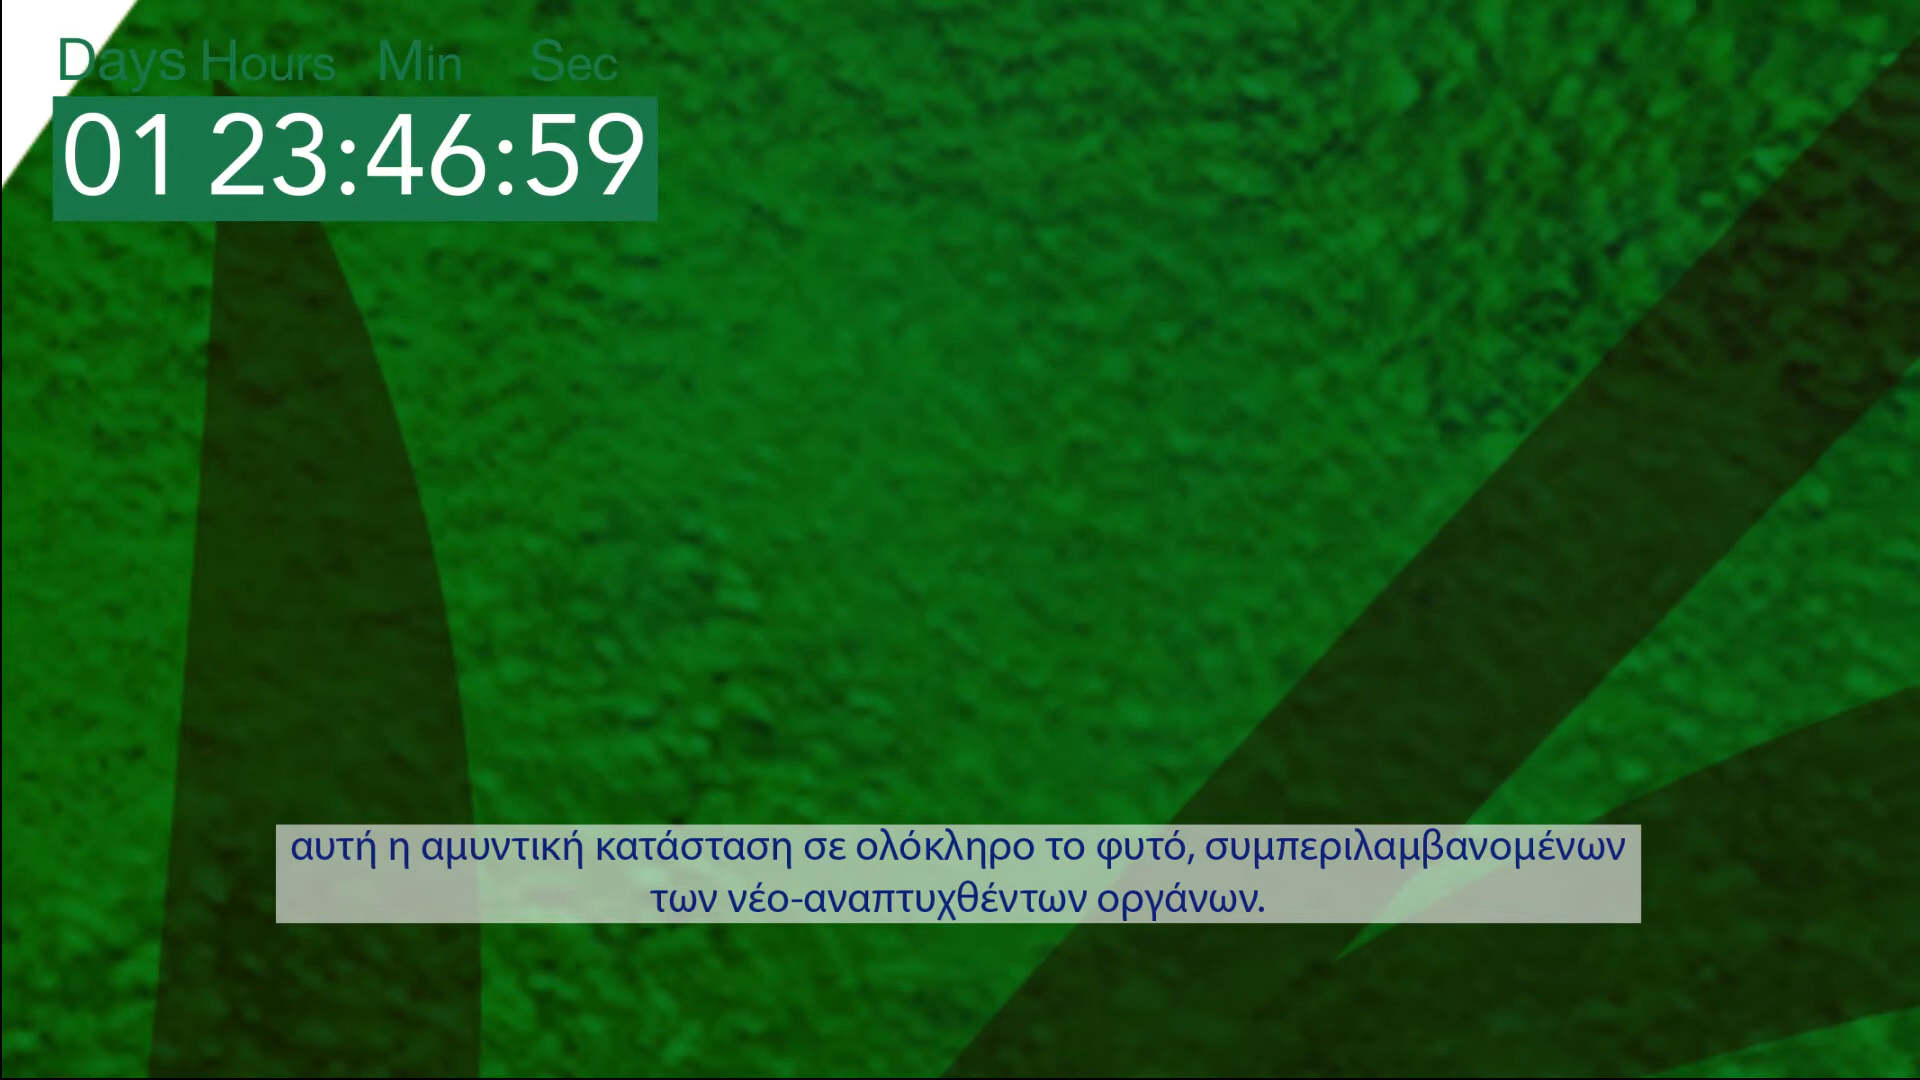 Days Hours Min Sec
01 23:46:59
αυτή η αμυντική κατάσταση σε ολόκληρο το φυτό, συμπεριλαμβανομένων
των νέο-αναπτυχθέντων οργάνων.